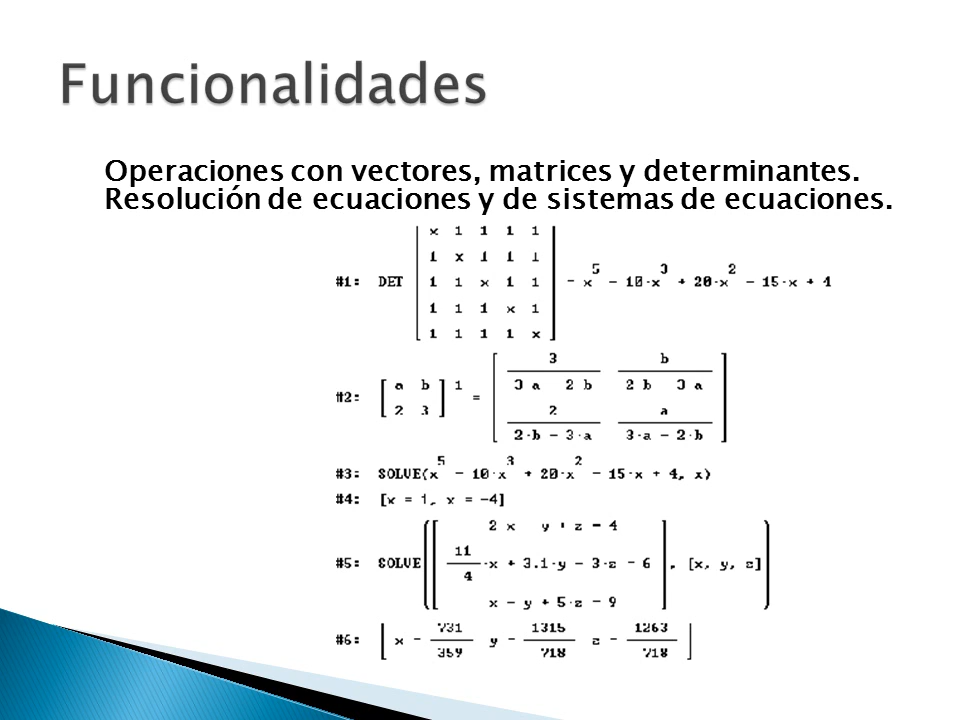 Funcionalidades
Operaciones con vectores, matrices y determinantes.
Resolución de ecuaciones y de sistemas de ecuaciones.
x 1 1 1 1
1 x 1 1 1
#1: DET 1 1 x 1 1 - x^5 - 10·x^3 + 20·x^2 - 15·x + 4
1 1 1 x 1
1 1 1 1 x
3 b
a b 1 3 a 2 b 2 b 3 a
#2: [ ] =
2 3 2 a
2·b - 3·a 3·a - 2·b
#3: SOLVE(x^5 - 10·x^3 + 20·x^2 - 15·x + 4, x)
#4: [x = 1, x = -4]
2 x y + z - 4
#5: SOLVE 11/4 ·x + 3.1·y - 3·z - 6 , [x, y, z]
x - y + 5·z - 9
#6: [ x - 731/359 y - 1315/718 z - 1263/718 ]